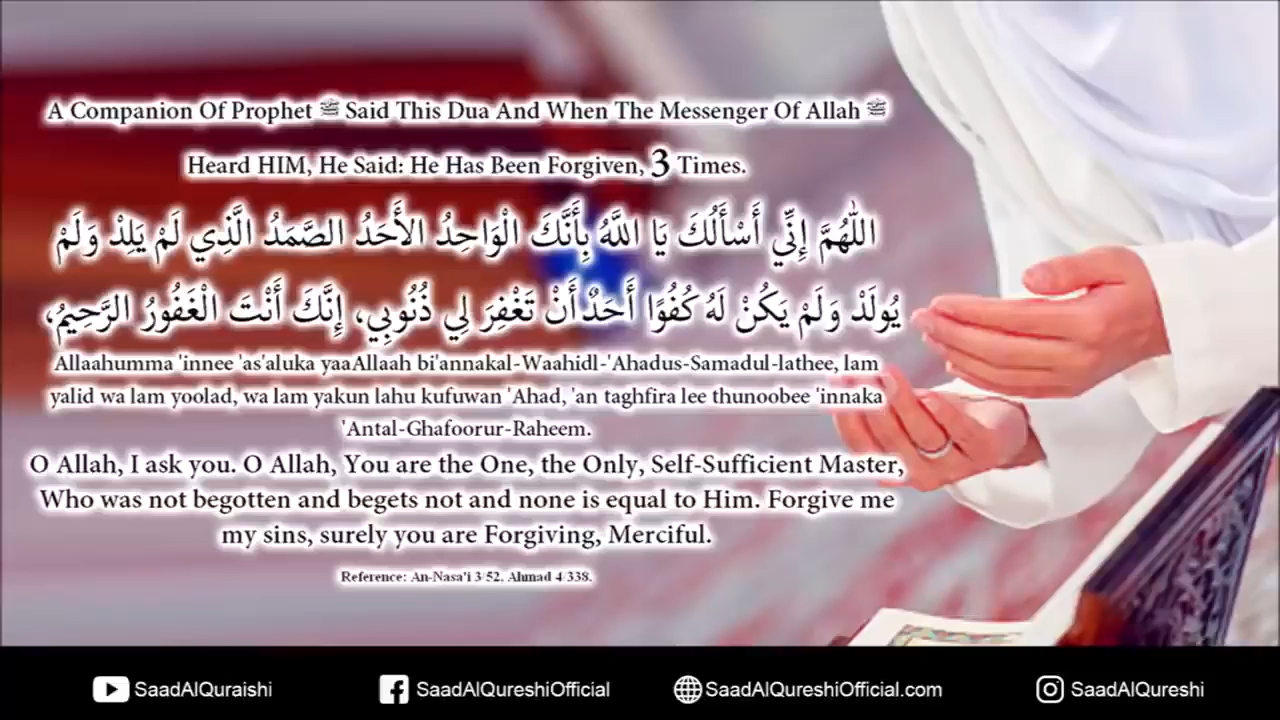 A Companion Of Prophet ﷺ Said This Dua And When The Messenger Of Allah ﷺ
Heard HIM, He Said: He Has Been Forgiven, 3 Times.
اللَّهُمَّ إِنِّي أَسْأَلُكَ يَا اللَّهُ بِأَنَّكَ الْوَاحِدُ الأَحَدُ الصَّمَدُ الَّذِي لَمْ يَلِدْ وَلَمْ
يُولَدْ وَلَمْ يَكُنْ لَهُ كُفُوًا أَحَدٌ أَنْ تَغْفِرَ لِي ذُنُوبِي، إِنَّكَ أَنْتَ الْغَفُورُ الرَّحِيمُ،
Allaahumma 'innee 'as'aluka yaaAllaah bi'annakal-Waahidl-'Ahadus-Samadul-lathee, lam
yalid wa lam yoolad, wa lam yakun lahu kufuwan 'Ahad, 'an taghfira lee thunoobee 'innaka
'Antal-Ghafoorur-Raheem.
O Allah, I ask you. O Allah, You are the One, the Only, Self-Sufficient Master,
Who was not begotten and begets not and none is equal to Him. Forgive me
my sins, surely you are Forgiving, Merciful.
Reference: An-Nasa'i 3/52, Ahmad 4/338.
SaadAlQuraishi SaadAlQureshiOfficial SaadAlQureshiOfficial.com SaadAlQureshi